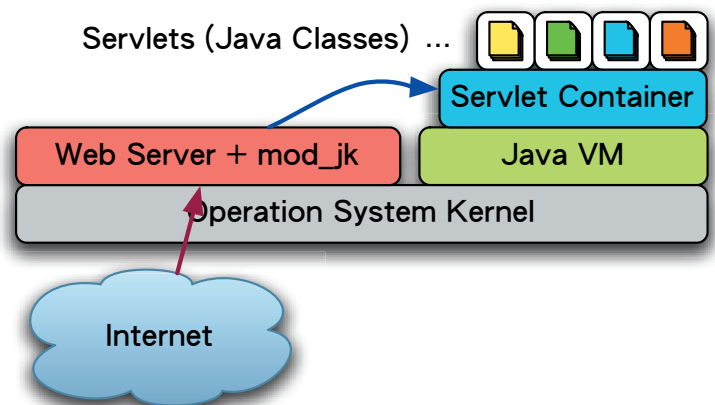 Servlets (Java Classes) ...
Servlet Container
Web Server + mod_jk
Java VM
Operation System Kernel
Internet